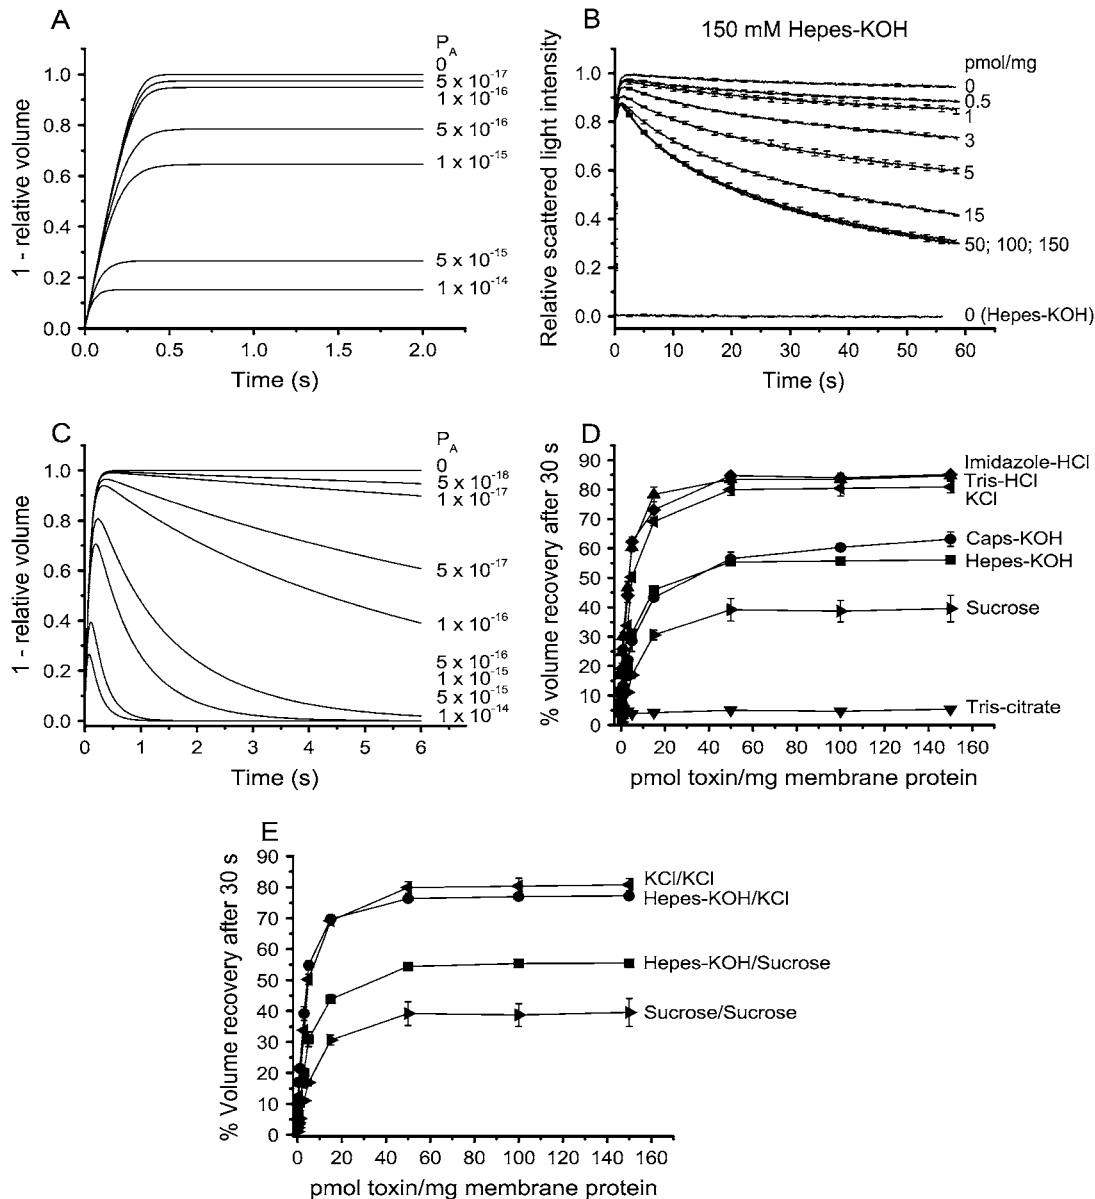 A
P_A
0
5 x 10^-17
1 x 10^-16
5 x 10^-16
1 x 10^-15
5 x 10^-15
1 x 10^-14
1 - relative volume
1.0
0.8
0.6
0.4
0.2
0.0
0.0 0.5 1.0 1.5 2.0
Time (s)
B
150 mM Hepes-KOH
pmol/mg
0
0.5
1
3
5
15
50; 100; 150
0 (Hepes-KOH)
Relative scattered light intensity
1.0
0.8
0.6
0.4
0.2
0.0
0 10 20 30 40 50 60
Time (s)
C
P_A
0
5 x 10^-18
1 x 10^-17
5 x 10^-17
1 x 10^-16
5 x 10^-16
1 x 10^-15
5 x 10^-15
1 x 10^-14
1 - relative volume
1.0
0.8
0.6
0.4
0.2
0.0
0 1 2 3 4 5 6
Time (s)
D
Imidazole-HCl
Tris-HCl
KCl
Caps-KOH
Hepes-KOH
Sucrose
Tris-citrate
% volume recovery after 30 s
90
80
70
60
50
40
30
20
10
0
0 20 40 60 80 100 120 140 160
pmol toxin/mg membrane protein
E
KCl/KCl
Hepes-KOH/KCl
Hepes-KOH/Sucrose
Sucrose/Sucrose
% Volume recovery after 30 s
90
80
70
60
50
40
30
20
10
0
0 20 40 60 80 100 120 140 160
pmol toxin/mg membrane protein